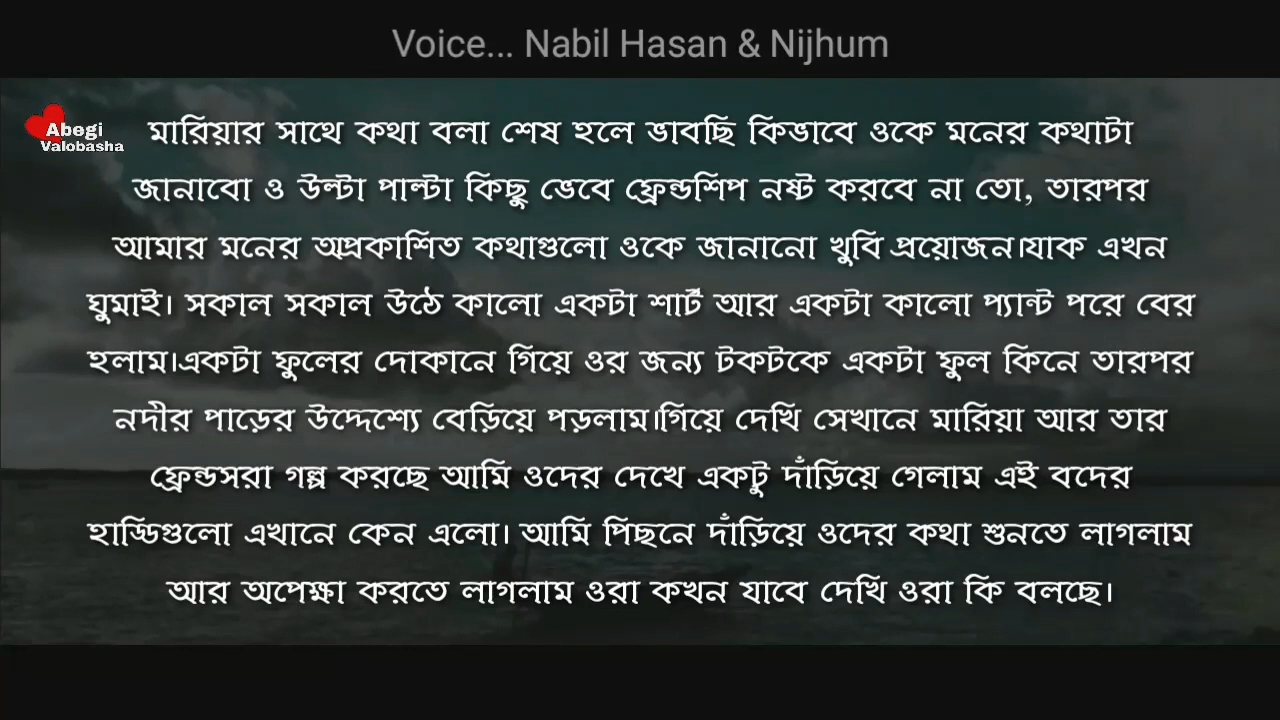 Voice... Nabil Hasan & Nijhum
Abegi
Valobasha
মারিয়ার সাথে কথা বলা শেষ হলে ভাবছি কিভাবে ওকে মনের কথাটা
জানাবো ও উল্টা পাল্টা কিছু ভেবে ফ্রেন্ডশিপ নষ্ট করবে না তো, তারপর
আমার মনের অপ্রকাশিত কথাগুলো ওকে জানানো খুবি প্রয়োজন।যাক এখন
ঘুমাই। সকাল সকাল উঠে কালো একটা শার্ট আর একটা কালো প্যান্ট পরে বের
হলাম।একটা ফুলের দোকানে গিয়ে ওর জন্য টকটকে একটা ফুল কিনে তারপর
নদীর পাড়ের উদ্দেশ্যে বেড়িয়ে পড়লাম।গিয়ে দেখি সেখানে মারিয়া আর তার
ফ্রেন্ডসরা গল্প করছে আমি ওদের দেখে একটু দাঁড়িয়ে গেলাম এই বদের
হাড্ডিগুলো এখানে কেন এলো। আমি পিছনে দাঁড়িয়ে ওদের কথা শুনতে লাগলাম
আর অপেক্ষা করতে লাগলাম ওরা কখন যাবে দেখি ওরা কি বলছে।